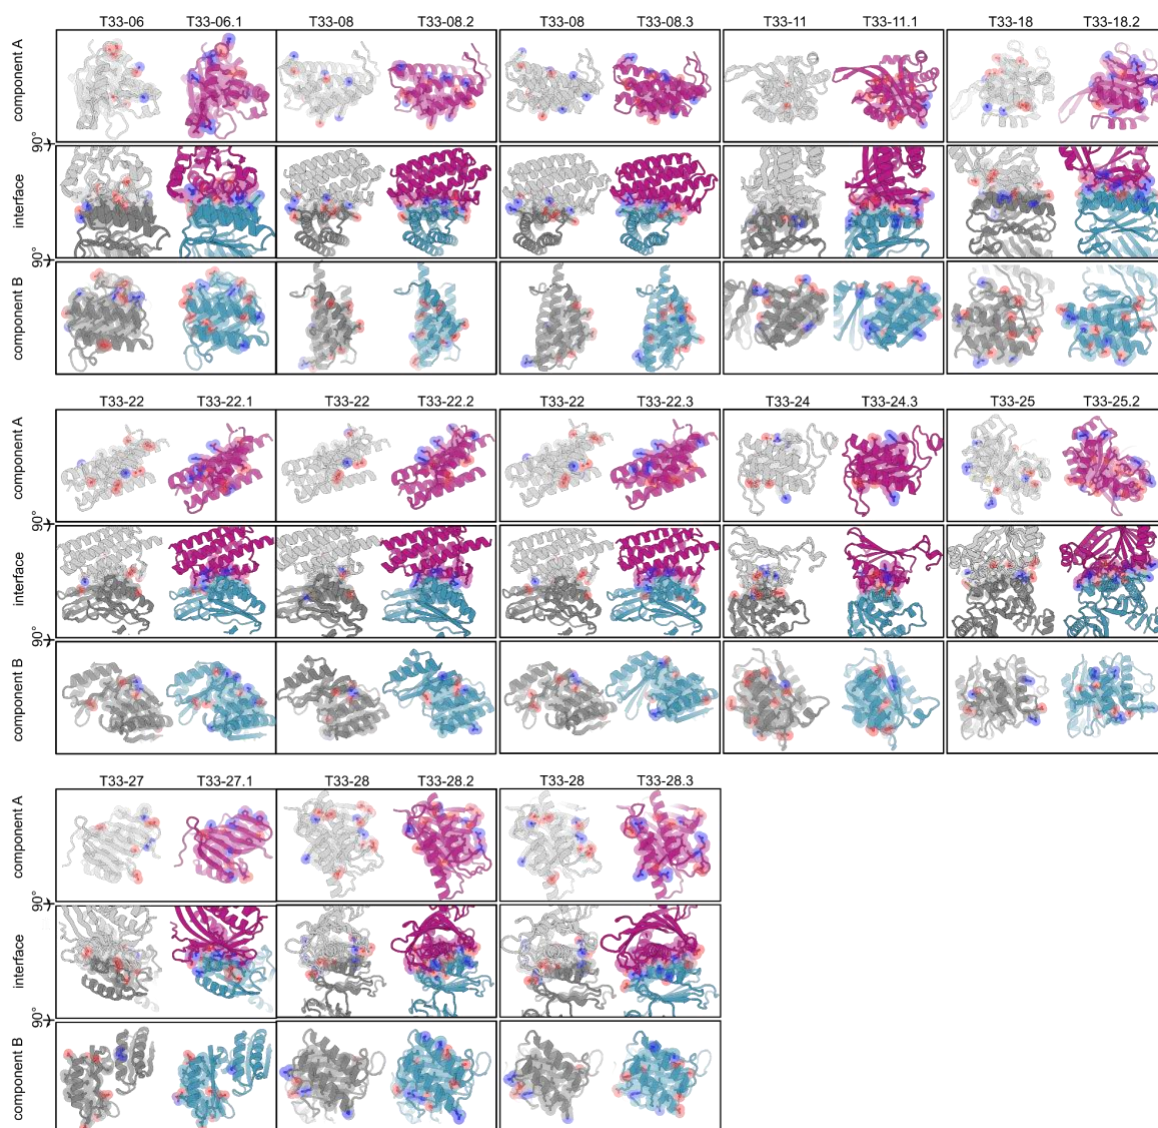 T33-06 T33-06.1 T33-08 T33-08.2 T33-08 T33-08.3 T33-11 T33-11.1 T33-18 T33-18.2
component A
90°
interface
90°
component B
T33-22 T33-22.1 T33-22 T33-22.2 T33-22 T33-22.3 T33-24 T33-24.3 T33-25 T33-25.2
component A
90°
interface
90°
component B
T33-27 T33-27.1 T33-28 T33-28.2 T33-28 T33-28.3
component A
90°
interface
90°
component B